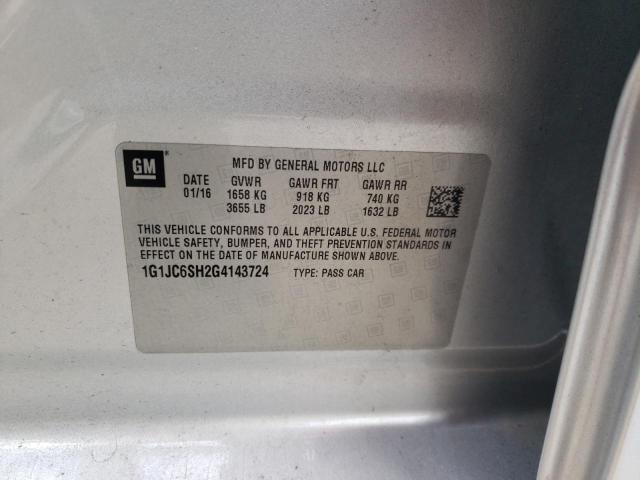 GM MFD BY GENERAL MOTORS LLC
DATE GVWR GAWR FRT GAWR RR
01/16 1658 KG 918 KG 740 KG
3655 LB 2023 LB 1632 LB
THIS VEHICLE CONFORMS TO ALL APPLICABLE U.S. FEDERAL MOTOR
VEHICLE SAFETY, BUMPER, AND THEFT PREVENTION STANDARDS IN
EFFECT ON THE DATE OF MANUFACTURE SHOWN ABOVE.
1G1JC6SH2G4143724 TYPE: PASS CAR